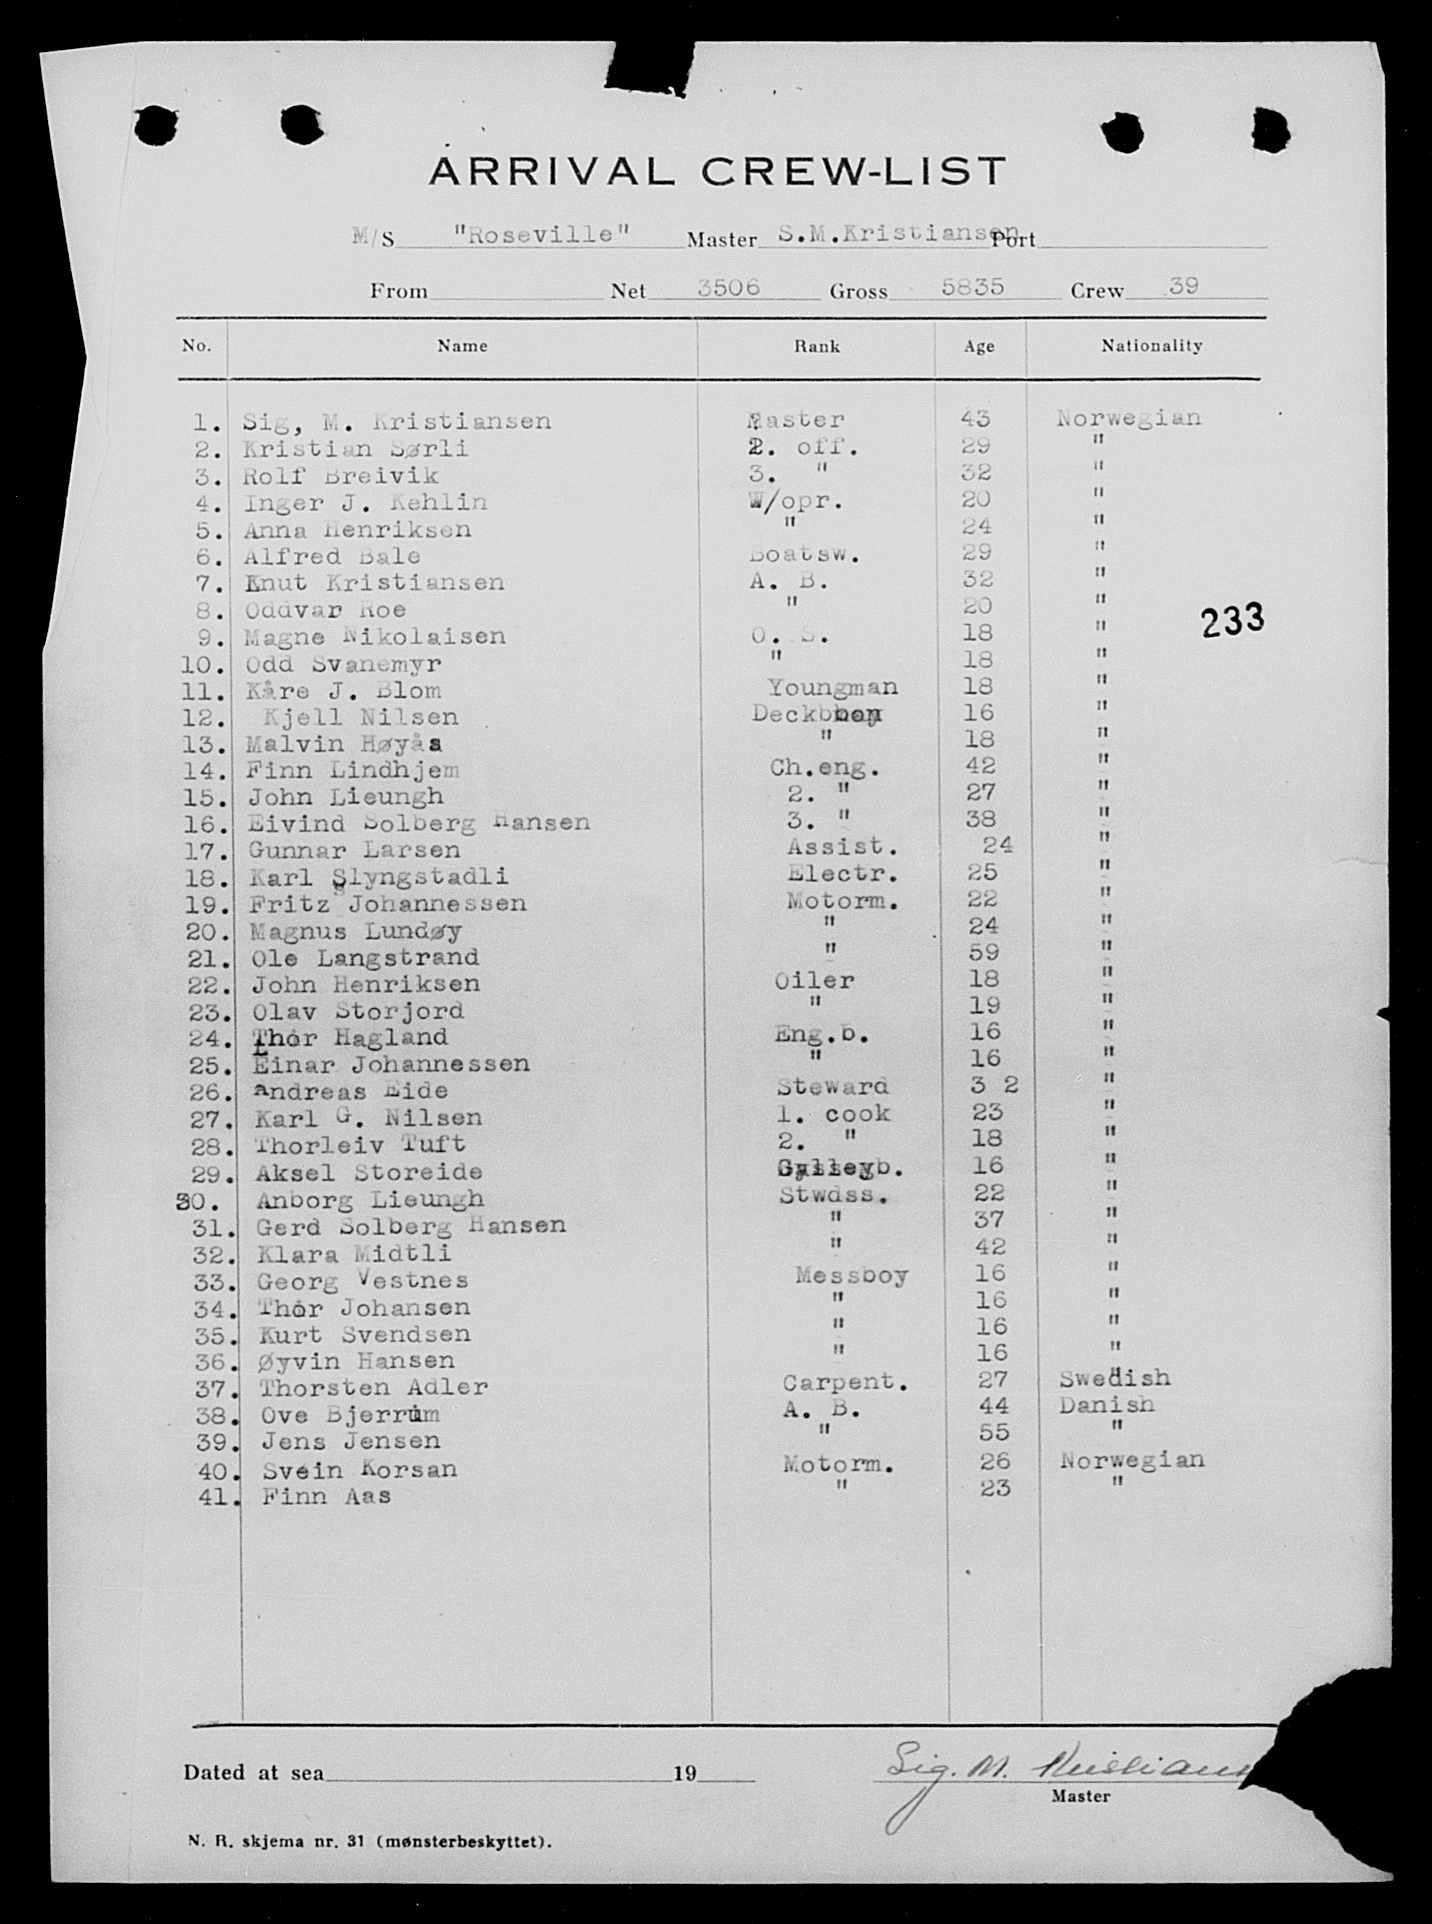 ARRIVAL CREW-LIST
M/S "Roseville" Master S.M.Kristiansen Port
From Net 3506 Gross 5835 Crew 39
No. Name Rank Age Nationality
1. Sig, M. Kristiansen Master 43 Norwegian
2. Kristian Sørli 2. off. 29 "
3. Rolf Breivik 3. " 32 "
4. Inger J. Kehlin W/opr. 20 "
5. Anna Henriksen " 24 "
6. Alfred Bale Boatsw. 29 "
7. Knut Kristiansen A. B. 32 "
8. Oddvar Roe " 20 "
233
9. Magne Nikolaisen O. S. 18 "
10. Odd Svanemyr " 18 "
11. Kåre J. Blom Youngman 18 "
12. Kjell Nilsen Deckboy 16 "
13. Malvin Høyås " 18 "
14. Finn Lindhjem Ch.eng. 42 "
15. John Lieungh 2. " 27 "
16. Eivind Solberg Hansen 3. " 38 "
17. Gunnar Larsen Assist. 24 "
18. Karl Slyngstadli Electr. 25 "
19. Fritz Johannessen Motorm. 22 "
20. Magnus Lundøy " 24 "
21. Ole Langstrand " 59 "
22. John Henriksen Oiler 18 "
23. Olav Storjord " 19 "
24. Thor Hagland Eng.b. 16 "
25. Einar Johannessen " 16 "
26. Andreas Eide Steward 3 2 "
27. Karl G. Nilsen 1. cook 23 "
28. Thorleiv Tuft 2. " 18 "
29. Aksel Storeide Galleyb. 16 "
30. Anborg Lieungh Stwdss. 22 "
31. Gerd Solberg Hansen " 37 "
32. Klara Midtli " 42 "
33. Georg Vestnes Messboy 16 "
34. Thor Johansen " 16 "
35. Kurt Svendsen " 16 "
36. Øyvin Hansen " 16 "
37. Thorsten Adler Carpent. 27 Swedish
38. Ove Bjerrum A. B. 44 Danish
39. Jens Jensen " 55 "
40. Svein Korsan Motorm. 26 Norwegian
41. Finn Aas " 23 "
Dated at sea 19 Sig. M. Kristians
Master
N. R. skjema nr. 31 (mønsterbeskyttet).